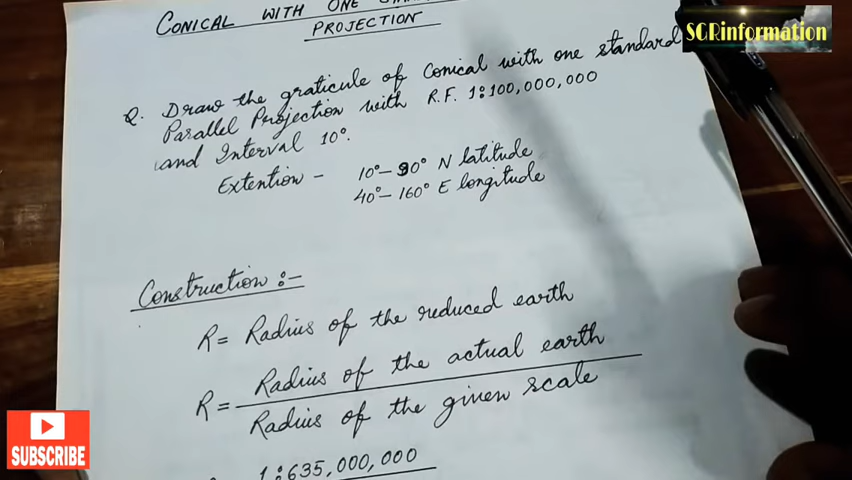 CONICAL WITH ONE
PROJECTION
SCRinformation
Q. Draw the graticule of Conical with one standard
Parallel Projection with R.F. 1:100,000,000
and Interval 10°.
Extention - 10°- 90° N latitude
40°- 160° E longitude
Construction :-
R = Radius of the reduced earth
R = Radius of the actual earth
Radius of the given scale
1:635,000,000
SUBSCRIBE